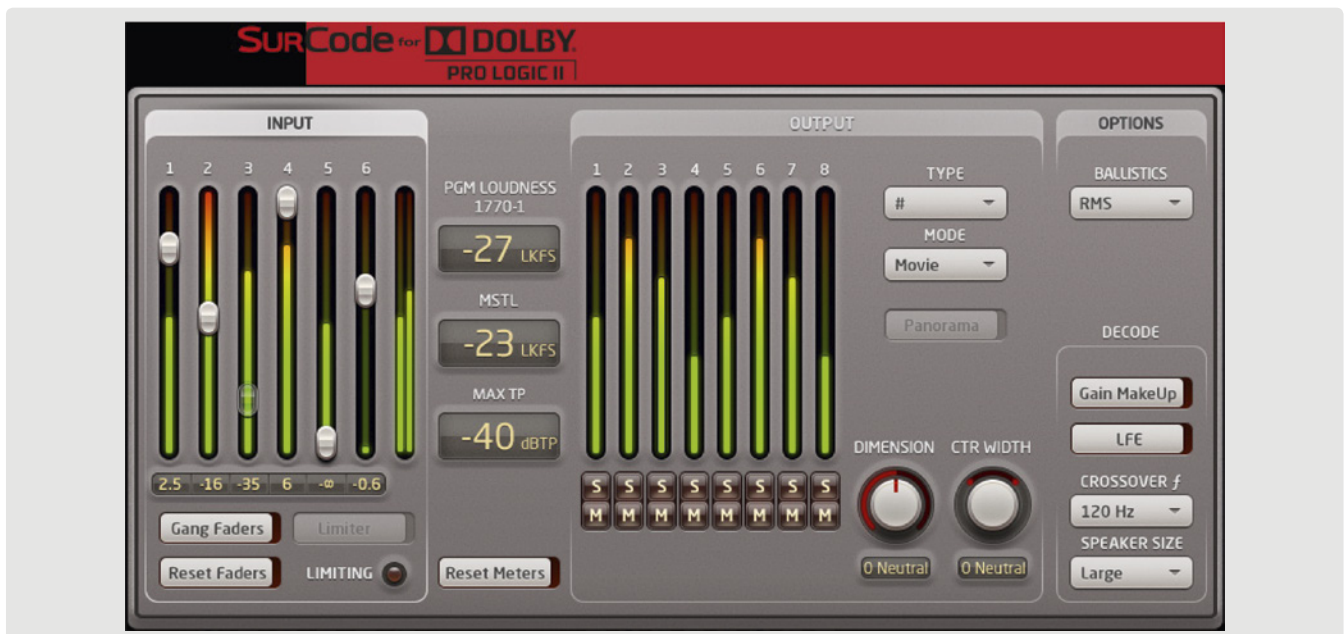 SURCode for DOLBY.
PRO LOGIC II
INPUT
1 2 3 4 5 6
2.5 -16 -35 6 -∞ -0.6
Gang Faders
Limiter
Reset Faders
LIMITING
PGM LOUDNESS
1770-1
-27 LKFS
MSTL
-23 LKFS
MAX TP
-40 dBTP
Reset Meters
OUTPUT
1 2 3 4 5 6 7 8
S S S S S S S S
M M M M M M M M
TYPE
#
MODE
Movie
Panorama
DIMENSION
CTR WIDTH
0 Neutral
0 Neutral
OPTIONS
BALLISTICS
RMS
DECODE
Gain MakeUp
LFE
CROSSOVER ƒ
120 Hz
SPEAKER SIZE
Large